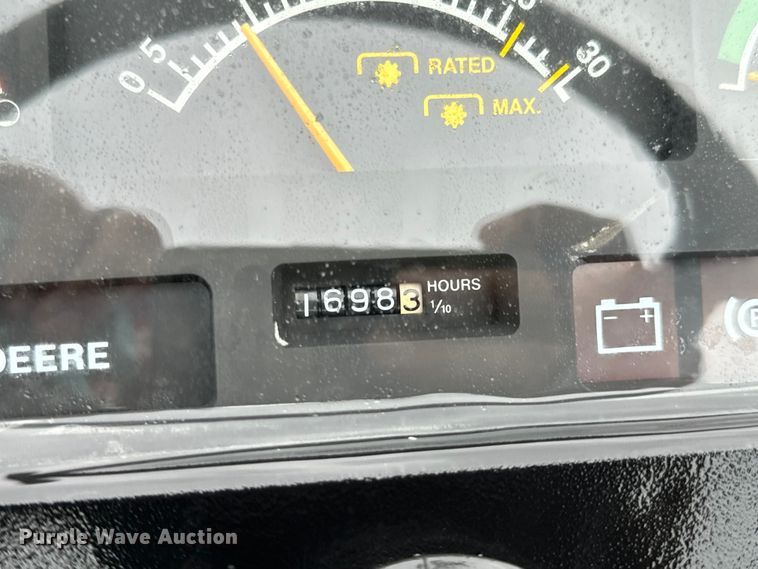 0 5 30
RATED
MAX.
16983 HOURS
1/10
DEERE
- +
Purple Wave Auction